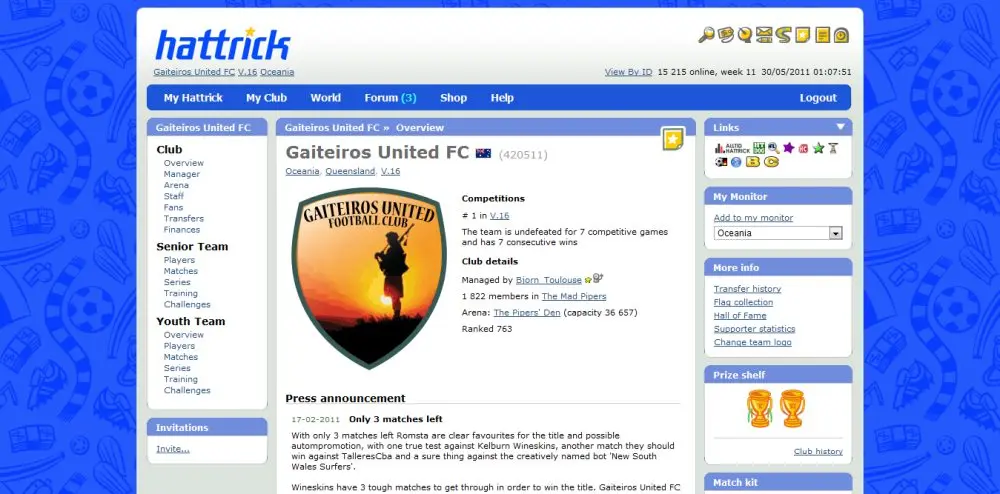 hattrick
Gaiteiros United FC V.16 Oceania
View By ID 15 215 online, week 11 30/05/2011 01:07:51
My Hattrick My Club World Forum (3) Shop Help Logout
Gaiteiros United FC
Club
Overview
Manager
Arena
Staff
Fans
Transfers
Finances
Senior Team
Players
Matches
Series
Training
Challenges
Youth Team
Overview
Players
Matches
Series
Training
Challenges
Invitations
Invite...
Gaiteiros United FC » Overview
Gaiteiros United FC (420511)
Oceania, Queensland, V.16
GAITEIROS UNITED
FOOTBALL CLUB
Competitions
# 1 in V.16
The team is undefeated for 7 competitive games
and has 7 consecutive wins
Club details
Managed by Bjorn_Toulouse
1 822 members in The Mad Pipers
Arena: The Pipers' Den (capacity 36 657)
Ranked 763
Press announcement
17-02-2011 Only 3 matches left
With only 3 matches left Romsta are clear favourites for the title and possible
autompromotion, with one true test against Kelburn Wineskins, another match they should
win against TalleresCba and a sure thing against the creatively named bot 'New South
Wales Surfers'.
Wineskins have 3 tough matches to get through in order to win the title. Gaiteiros United FC
Links
ALLTID
HATTRICK
My Monitor
Add to my monitor
Oceania
More info
Transfer history
Flag collection
Hall of Fame
Supporter statistics
Change team logo
Prize shelf
Club history
Match kit